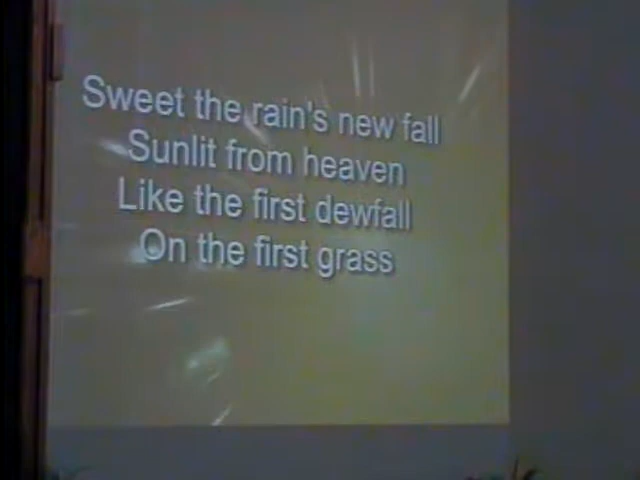 Sweet the rain's new fall
Sunlit from heaven
Like the first dewfall
On the first grass